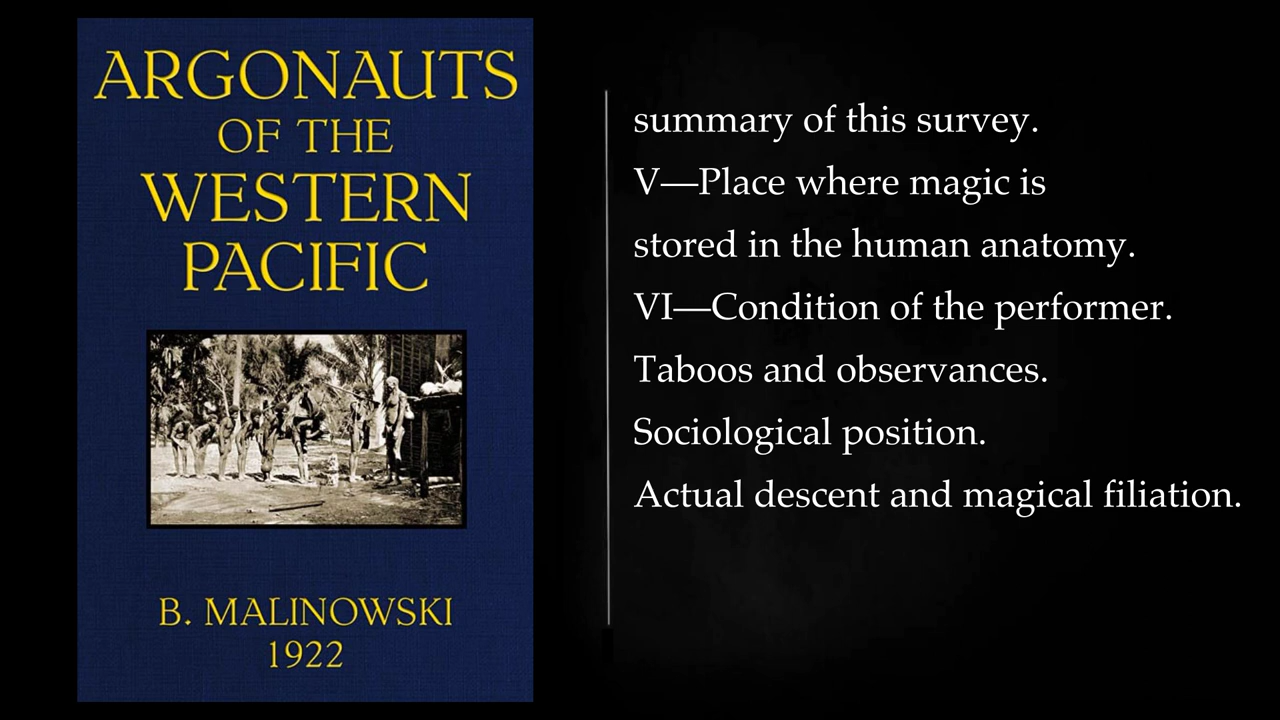 ARGONAUTS
OF THE
WESTERN
PACIFIC
B. MALINOWSKI
1922
summary of this survey.
V—Place where magic is
stored in the human anatomy.
VI—Condition of the performer.
Taboos and observances.
Sociological position.
Actual descent and magical filiation.